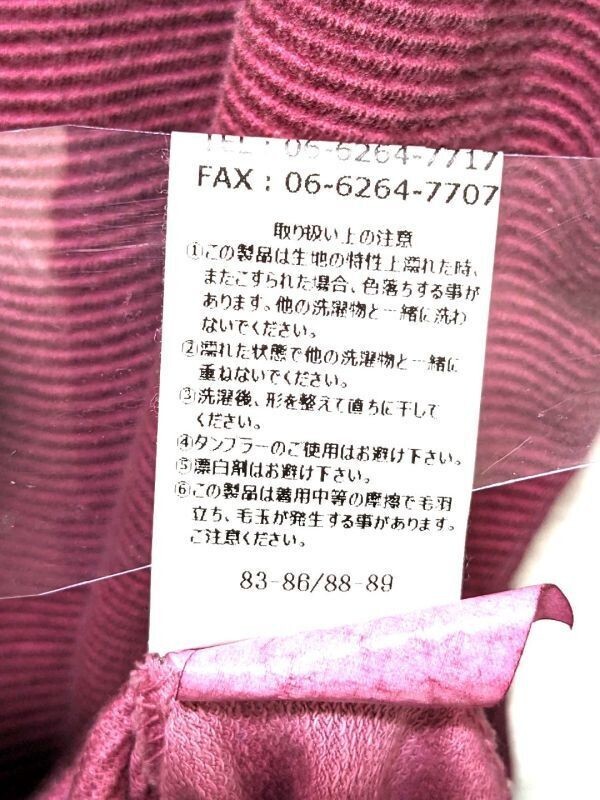 TEL : 06-6264-7717
FAX : 06-6264-7707
取り扱い上の注意
①この製品は生地の特性上濡れた時、
またこすられた場合、色落ちする事が
あります。他の洗濯物と一緒に洗わ
ないでください。
②濡れた状態で他の洗濯物と一緒に
重ねないでください。
③洗濯後、形を整えて直ちに干して
ください。
④タンブラーのご使用はお避け下さい。
⑤漂白剤はお避け下さい。
⑥この製品は着用中等の摩擦で毛羽
立ち、毛玉が発生する事があります。
ご注意ください。
83-86/88-89